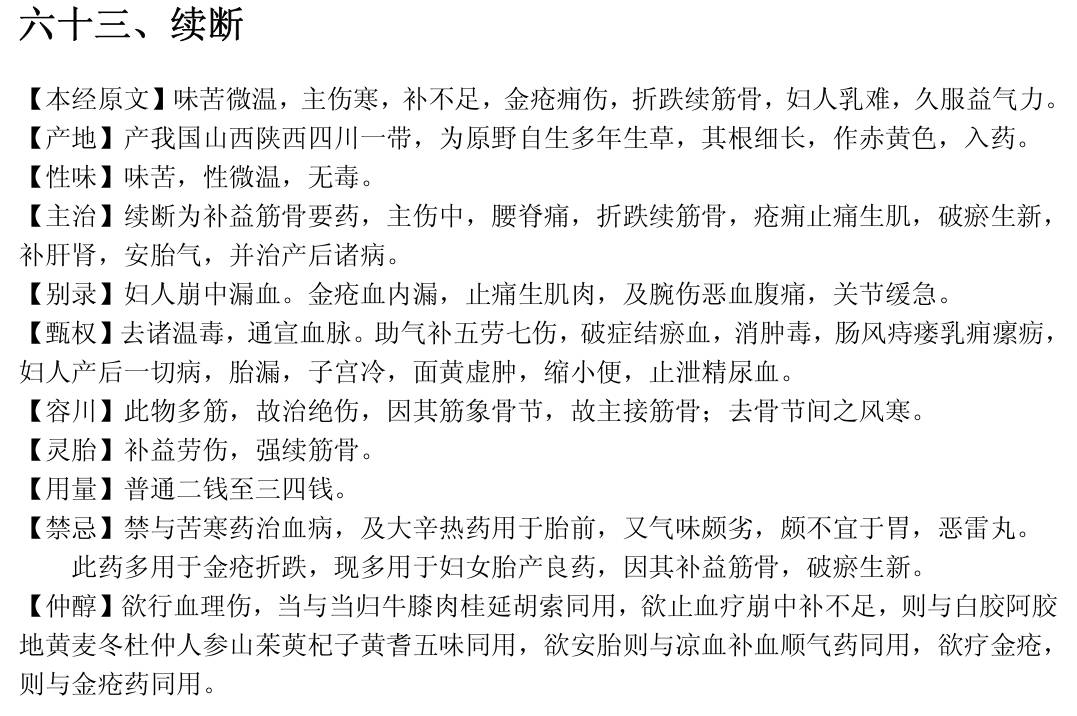 六十三、续断
【本经原文】味苦微温，主伤寒，补不足，金疮痈伤，折跌续筋骨，妇人乳难，久服益气力。
【产地】产我国山西陕西四川一带，为原野自生多年生草，其根细长，作赤黄色，入药。
【性味】味苦，性微温，无毒。
【主治】续断为补益筋骨要药，主伤中，腰脊痛，折跌续筋骨，疮痈止痛生肌，破瘀生新，
补肝肾，安胎气，并治产后诸病。
【别录】妇人崩中漏血。金疮血内漏，止痛生肌肉，及腕伤恶血腹痛，关节缓急。
【甄权】去诸温毒，通宣血脉。助气补五劳七伤，破症结瘀血，消肿毒，肠风痔瘘乳痈瘰疬，
妇人产后一切病，胎漏，子宫冷，面黄虚肿，缩小便，止泄精尿血。
【容川】此物多筋，故治绝伤，因其筋象骨节，故主接筋骨；去骨节间之风寒。
【灵胎】补益劳伤，强续筋骨。
【用量】普通二钱至三四钱。
【禁忌】禁与苦寒药治血病，及大辛热药用于胎前，又气味颇劣，颇不宜于胃，恶雷丸。
此药多用于金疮折跌，现多用于妇女胎产良药，因其补益筋骨，破瘀生新。
【仲醇】欲行血理伤，当与当归牛膝肉桂延胡索同用，欲止血疗崩中补不足，则与白胶阿胶
地黄麦冬杜仲人参山茱萸杞子黄耆五味同用，欲安胎则与凉血补血顺气药同用，欲疗金疮，
则与金疮药同用。